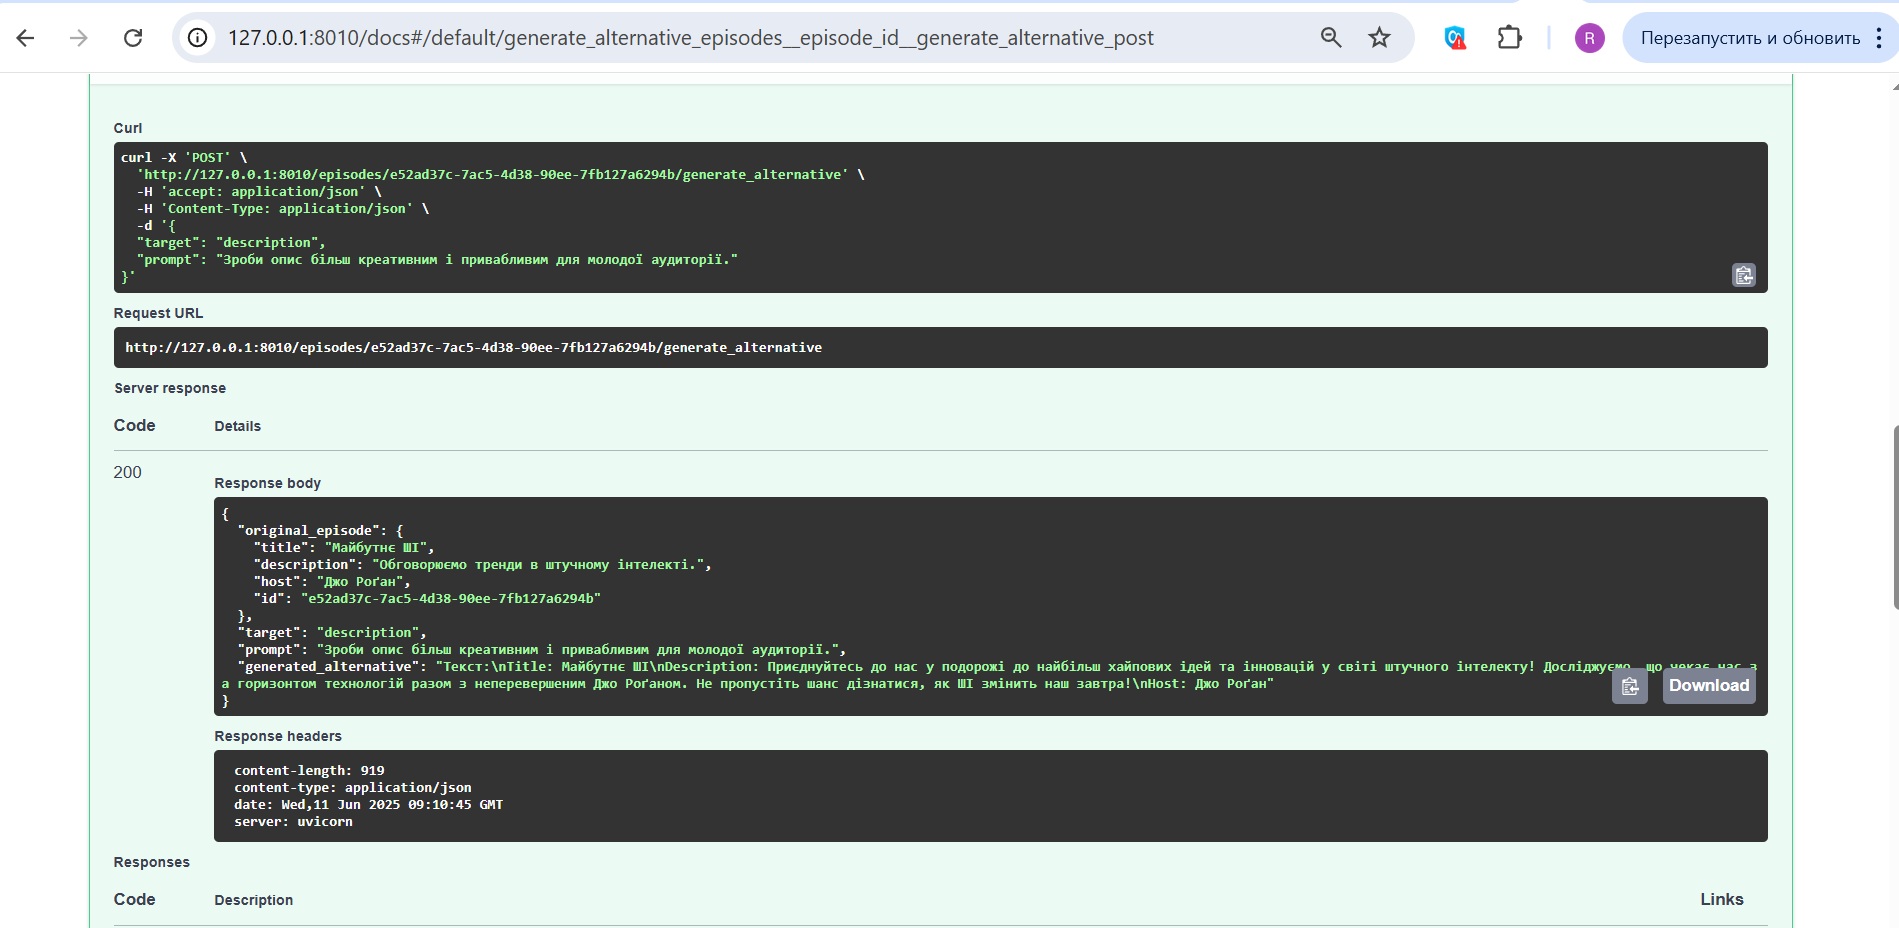 127.0.0.1:8010/docs#/default/generate_alternative_episodes__episode_id__generate_alternative_post
R
Перезапустить и обновить
Curl
curl -X 'POST' \
'http://127.0.0.1:8010/episodes/e52ad37c-7ac5-4d38-90ee-7fb127a6294b/generate_alternative' \
-H 'accept: application/json' \
-H 'Content-Type: application/json' \
-d '{
"target": "description",
"prompt": "Зроби опис більш креативним і привабливим для молодої аудиторії."
}'
Request URL
http://127.0.0.1:8010/episodes/e52ad37c-7ac5-4d38-90ee-7fb127a6294b/generate_alternative
Server response
Code Details
200
Response body
{
"original_episode": {
"title": "Майбутнє ШІ",
"description": "Обговорюємо тренди в штучному інтелекті.",
"host": "Джо Роґан",
"id": "e52ad37c-7ac5-4d38-90ee-7fb127a6294b"
},
"target": "description",
"prompt": "Зроби опис більш креативним і привабливим для молодої аудиторії.",
"generated_alternative": "Текст:\nTitle: Майбутнє ШІ\nDescription: Приєднуйтесь до нас у подорожі до найбільш хайпових ідей та інновацій у світі штучного інтелекту! Досліджуємо, що чекає нас з
а горизонтом технологій разом з неперевершеним Джо Роґаном. Не пропустіть шанс дізнатися, як ШІ змінить наш завтра!\nHost: Джо Роґан"
}
Download
Response headers
content-length: 919
content-type: application/json
date: Wed,11 Jun 2025 09:10:45 GMT
server: uvicorn
Responses
Code Description Links